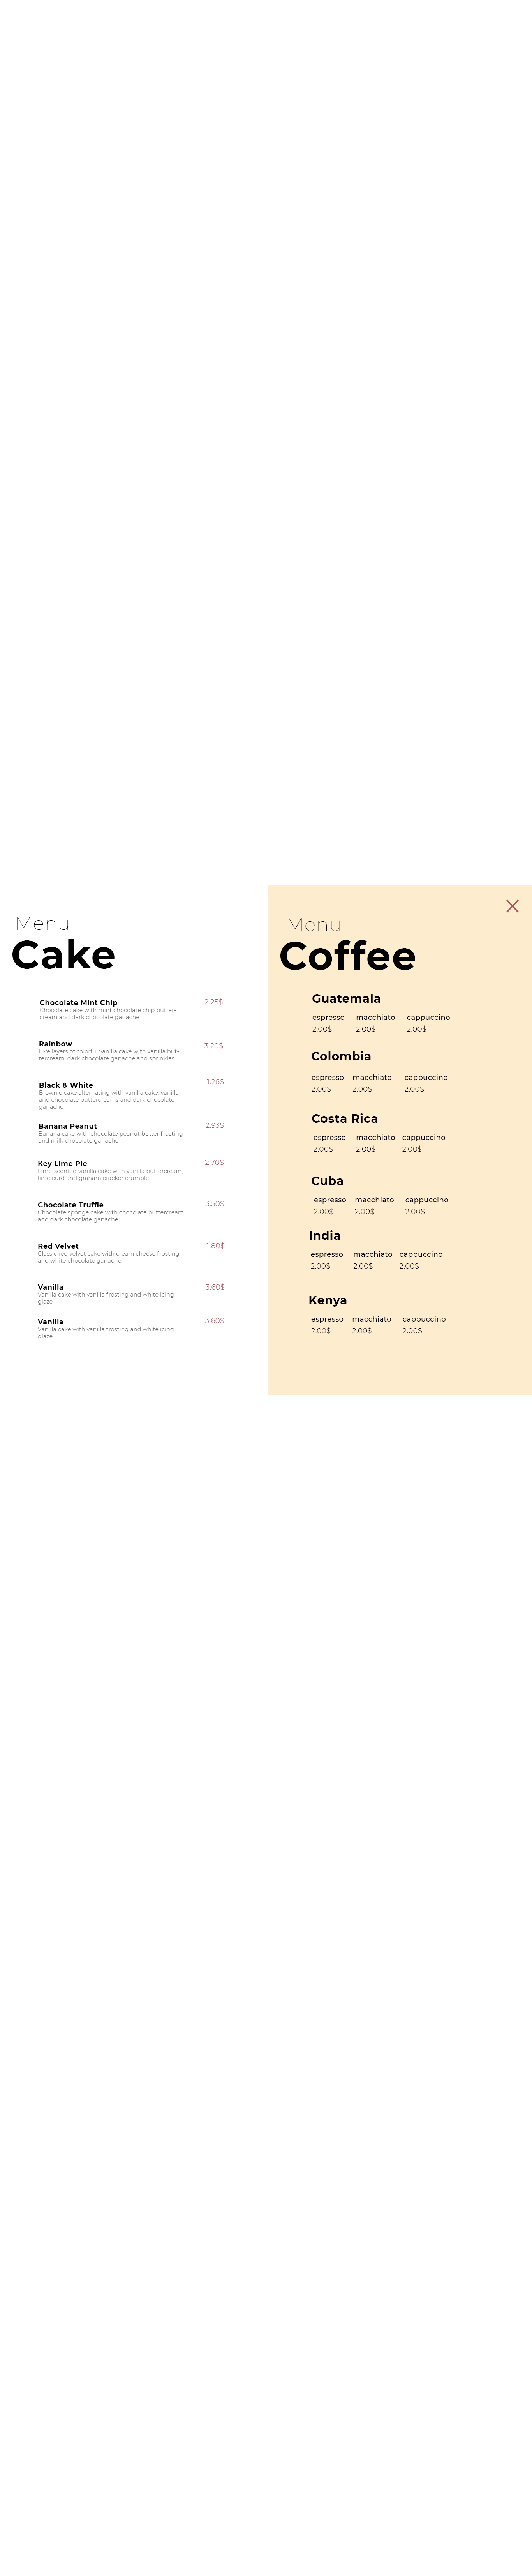 Menu
Cake
Chocolate Mint Chip
2.25$
Chocolate cake with mint chocolate chip butter-
cream and dark chocolate ganache
Rainbow
3.20$
Five layers of colorful vanilla cake with vanilla but-
tercream, dark chocolate ganache and sprinkles
Black & White
1.26$
Brownie cake alternating with vanilla cake, vanilla
and chocolate buttercreams and dark chocolate
ganache
Banana Peanut
2.93$
Banana cake with chocolate peanut butter frosting
and milk chocolate ganache
Key Lime Pie
2.70$
Lime-scented vanilla cake with vanilla buttercream,
lime curd and graham cracker crumble
Chocolate Truffle
3.50$
Chocolate sponge cake with chocolate buttercream
and dark chocolate ganache
Red Velvet
1.80$
Classic red velvet cake with cream cheese frosting
and white chocolate ganache
Vanilla
3.60$
Vanilla cake with vanilla frosting and white icing
glaze
Vanilla
3.60$
Vanilla cake with vanilla frosting and white icing
glaze
Menu
Coffee
Guatemala
espresso macchiato cappuccino
2.00$ 2.00$ 2.00$
Colombia
espresso macchiato cappuccino
2.00$ 2.00$ 2.00$
Costa Rica
espresso macchiato cappuccino
2.00$ 2.00$ 2.00$
Cuba
espresso macchiato cappuccino
2.00$ 2.00$ 2.00$
India
espresso macchiato cappuccino
2.00$ 2.00$ 2.00$
Kenya
espresso macchiato cappuccino
2.00$ 2.00$ 2.00$